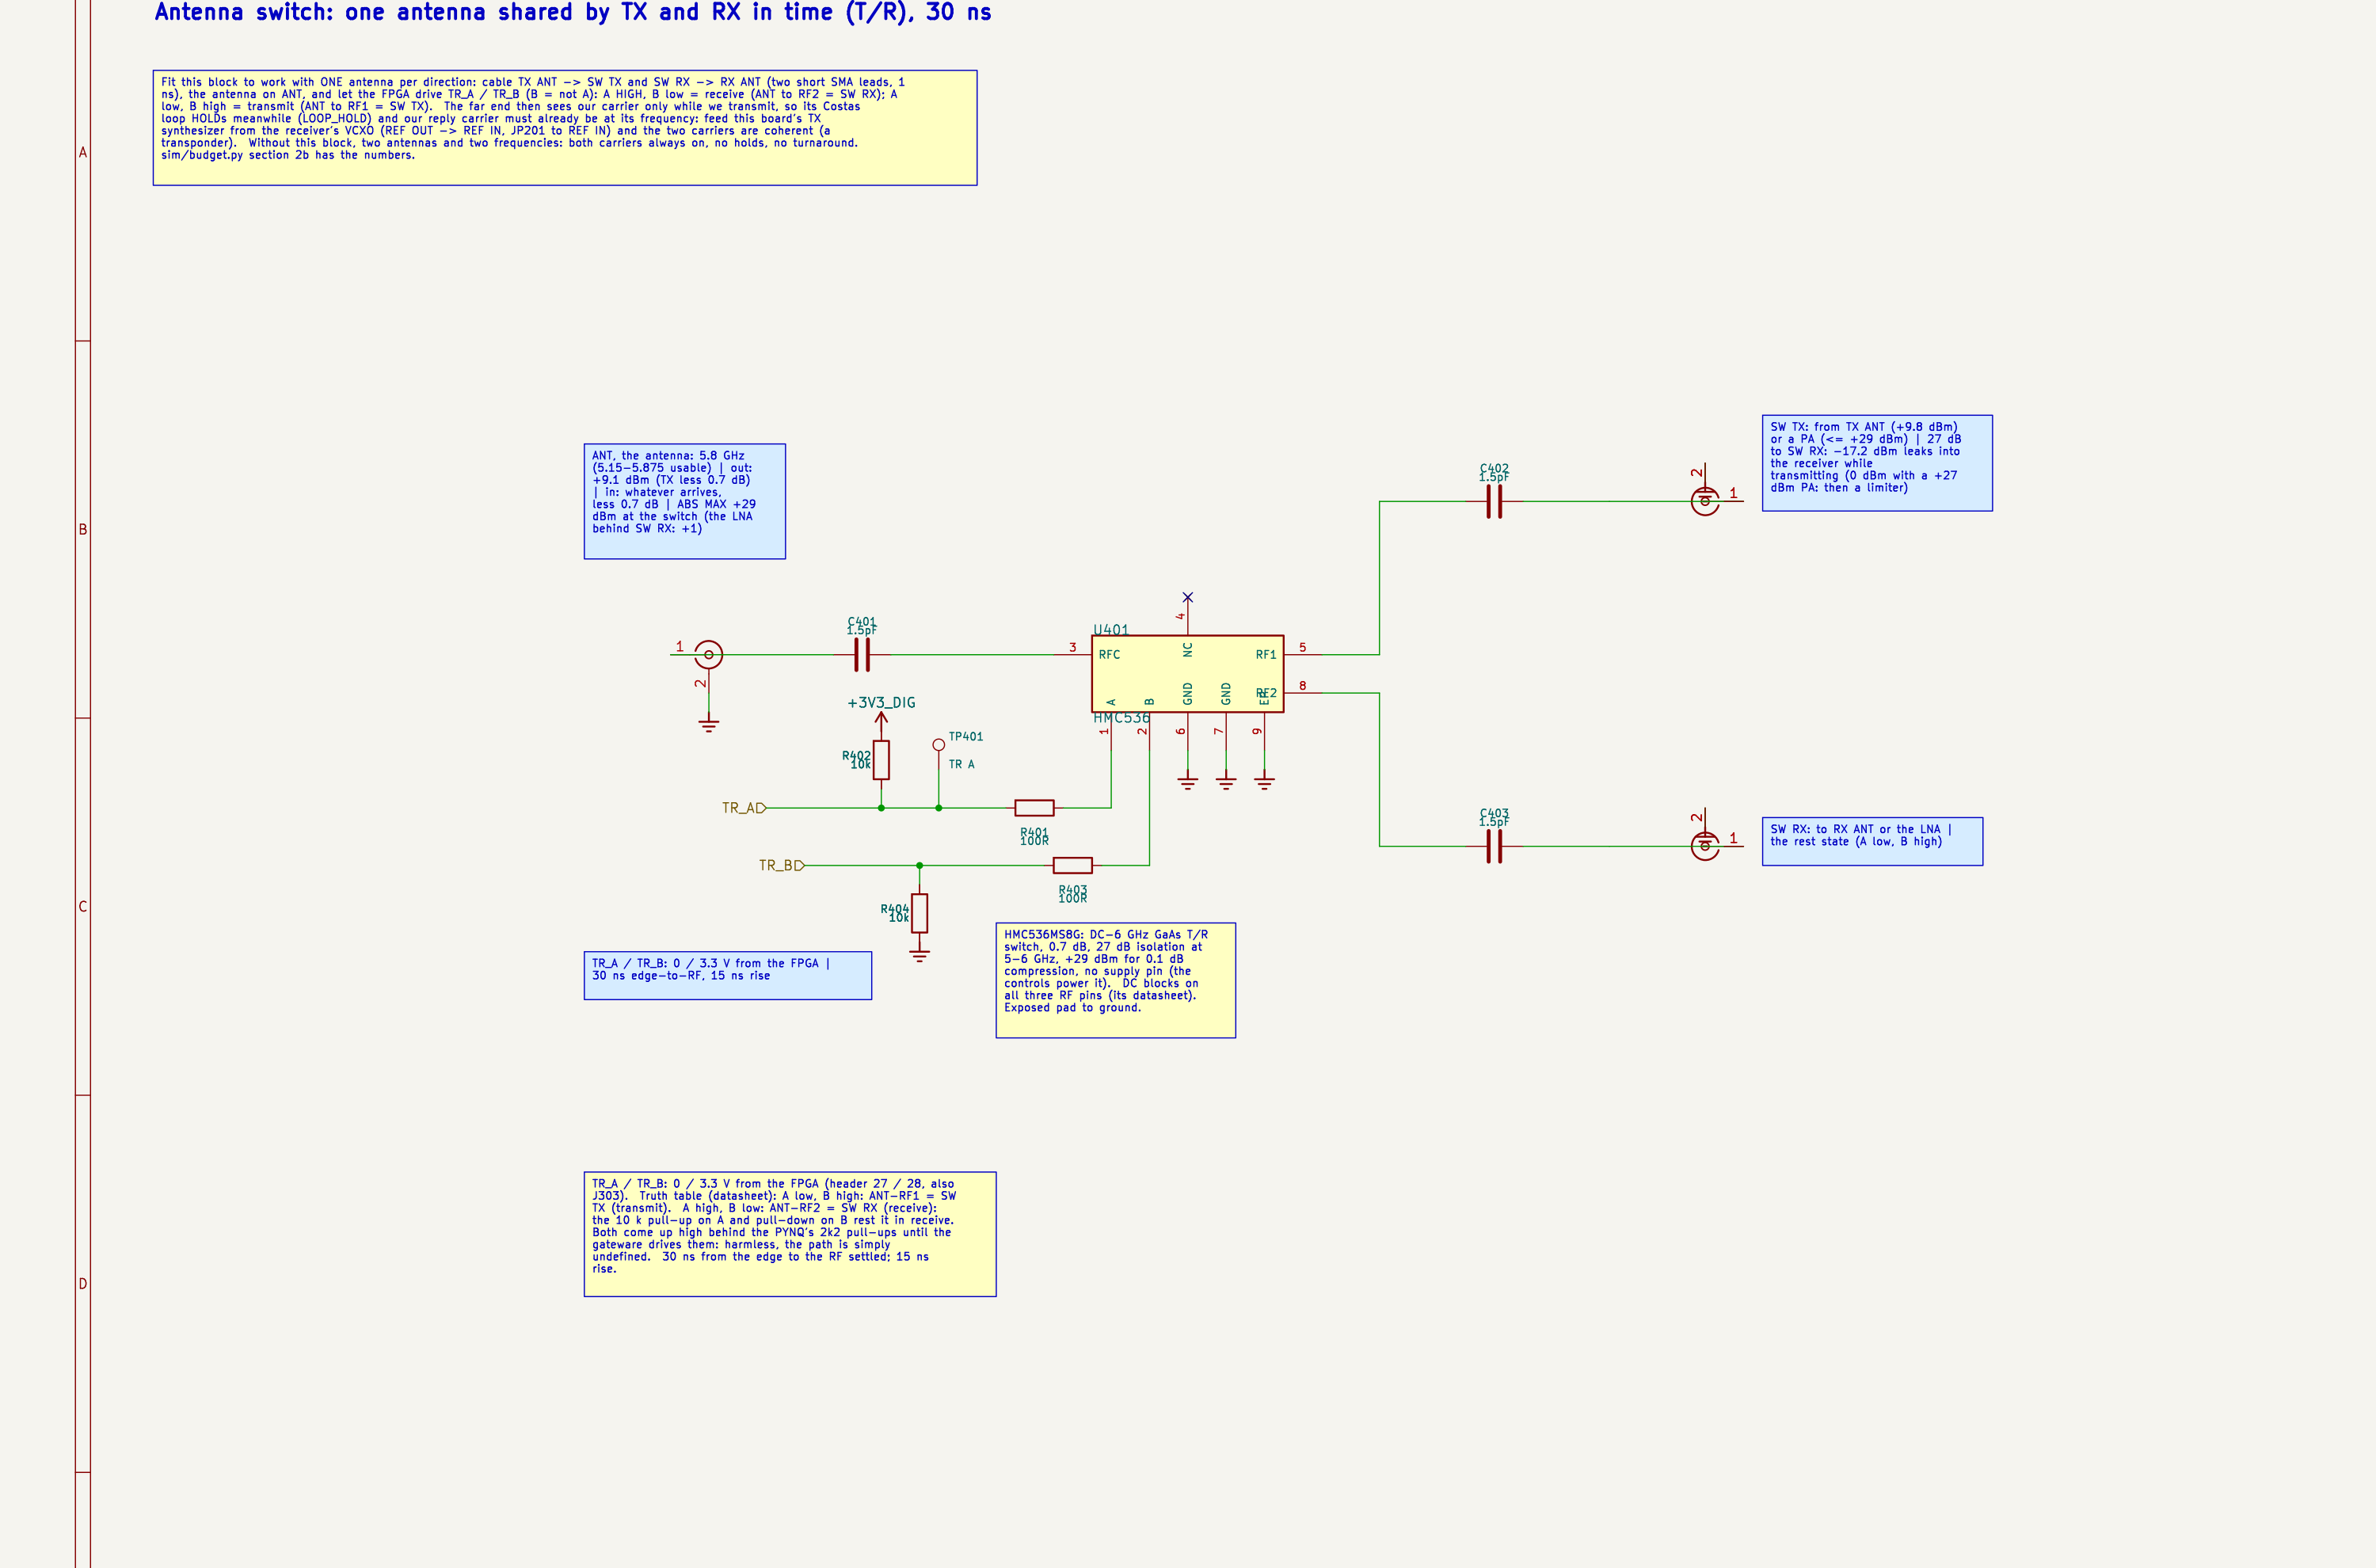 Antenna switch: one antenna shared by TX and RX in time (T/R), 30 ns
Fit this block to work with ONE antenna per direction: cable TX ANT -> SW TX and SW RX -> RX ANT (two short SMA leads, 1
ns), the antenna on ANT, and let the FPGA drive TR_A / TR_B (B = not A): A HIGH, B low = receive (ANT to RF2 = SW RX); A
low, B high = transmit (ANT to RF1 = SW TX).  The far end then sees our carrier only while we transmit, so its Costas
loop HOLDs meanwhile (LOOP_HOLD) and our reply carrier must already be at its frequency: feed this board's TX
synthesizer from the receiver's VCXO (REF OUT -> REF IN, JP201 to REF IN) and the two carriers are coherent (a
transponder).  Without this block, two antennas and two frequencies: both carriers always on, no holds, no turnaround.
sim/budget.py section 2b has the numbers.
A
B
C
D
ANT, the antenna: 5.8 GHz
(5.15-5.875 usable) | out:
+9.1 dBm (TX less 0.7 dB)
| in: whatever arrives,
less 0.7 dB | ABS MAX +29
dBm at the switch (the LNA
behind SW RX: +1)
SW TX: from TX ANT (+9.8 dBm)
or a PA (<= +29 dBm) | 27 dB
to SW RX: -17.2 dBm leaks into
the receiver while
transmitting (0 dBm with a +27
dBm PA: then a limiter)
C402
1.5pF
2
1
C401
1.5pF
1
2
U401
HMC536
3
RFC
4
NC
RF1
5
RF2
8
A
B
GND
GND
EP
1
2
6
7
9
+3V3_DIG
R402
10k
TP401
TR A
TR_A
R401
100R
TR_B
R403
100R
R404
10k
C403
1.5pF
2
1
SW RX: to RX ANT or the LNA |
the rest state (A low, B high)
TR_A / TR_B: 0 / 3.3 V from the FPGA |
30 ns edge-to-RF, 15 ns rise
HMC536MS8G: DC-6 GHz GaAs T/R
switch, 0.7 dB, 27 dB isolation at
5-6 GHz, +29 dBm for 0.1 dB
compression, no supply pin (the
controls power it).  DC blocks on
all three RF pins (its datasheet).
Exposed pad to ground.
TR_A / TR_B: 0 / 3.3 V from the FPGA (header 27 / 28, also
J303).  Truth table (datasheet): A low, B high: ANT-RF1 = SW
TX (transmit).  A high, B low: ANT-RF2 = SW RX (receive):
the 10 k pull-up on A and pull-down on B rest it in receive.
Both come up high behind the PYNQ's 2k2 pull-ups until the
gateware drives them: harmless, the path is simply
undefined.  30 ns from the edge to the RF settled; 15 ns
rise.